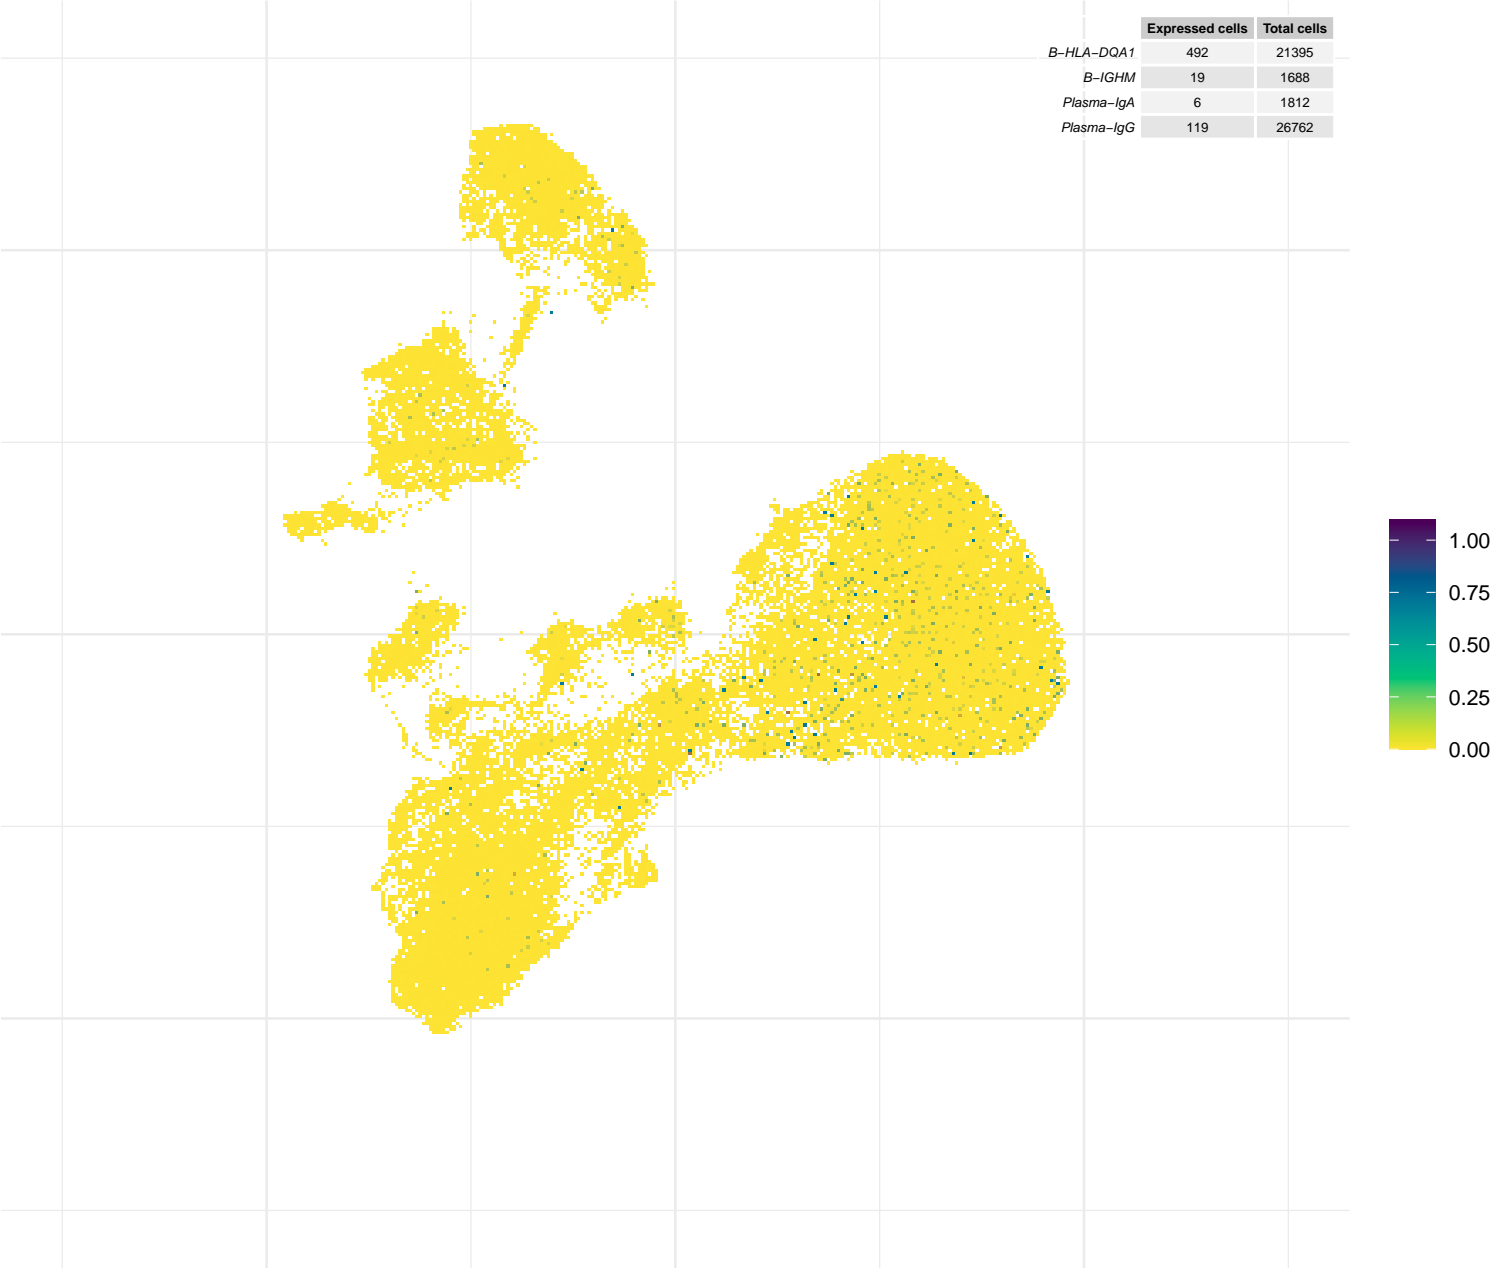 Expressed cells Total cells
B−HLA−DQA1 492 21395
B−IGHM 19 1688
Plasma−IgA 6 1812
Plasma−IgG 119 26762
1.00
0.75
0.50
0.25
0.00